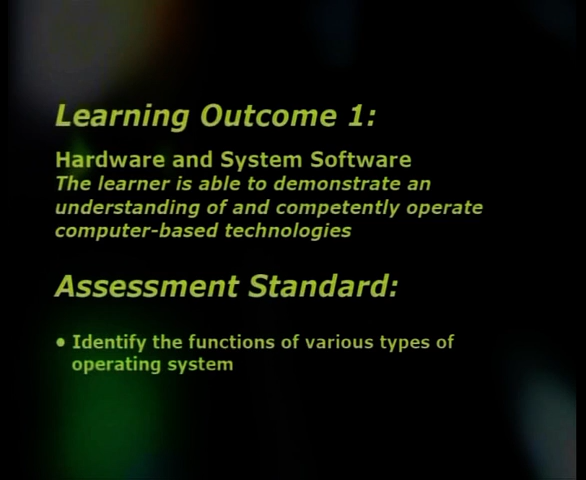 Learning Outcome 1:
Hardware and System Software
The learner is able to demonstrate an
understanding of and competently operate
computer-based technologies
Assessment Standard:
• Identify the functions of various types of
operating system